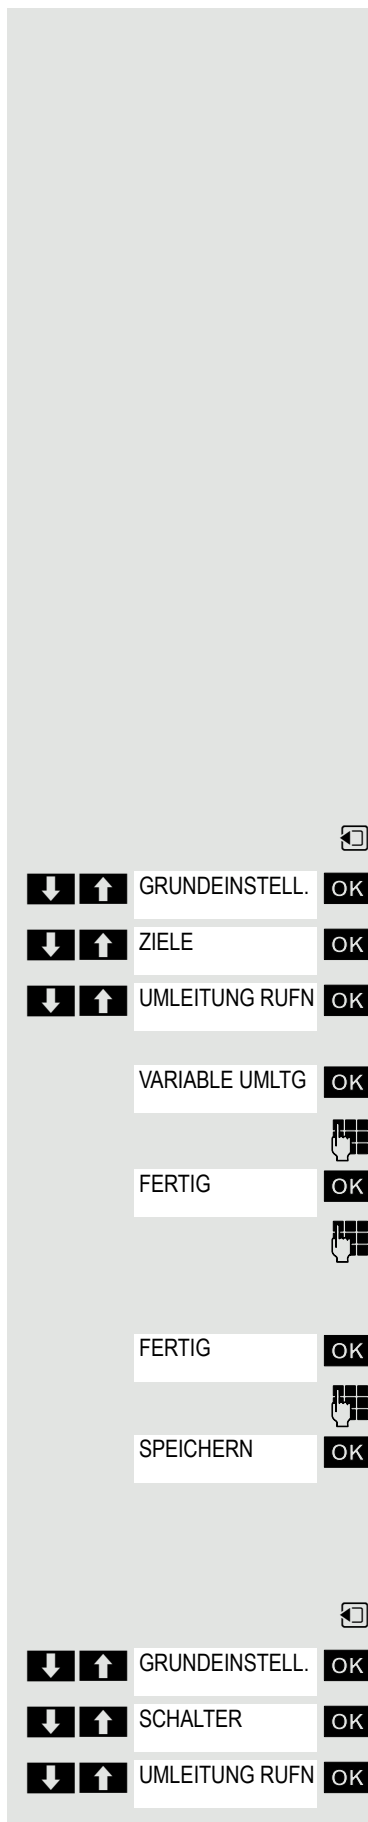 GRUNDEINSTELL. OK
ZIELE OK
UMLEITUNG RUFN OK
VARIABLE UMLTG OK
FERTIG OK
FERTIG OK
SPEICHERN OK
GRUNDEINSTELL. OK
SCHALTER OK
UMLEITUNG RUFN OK